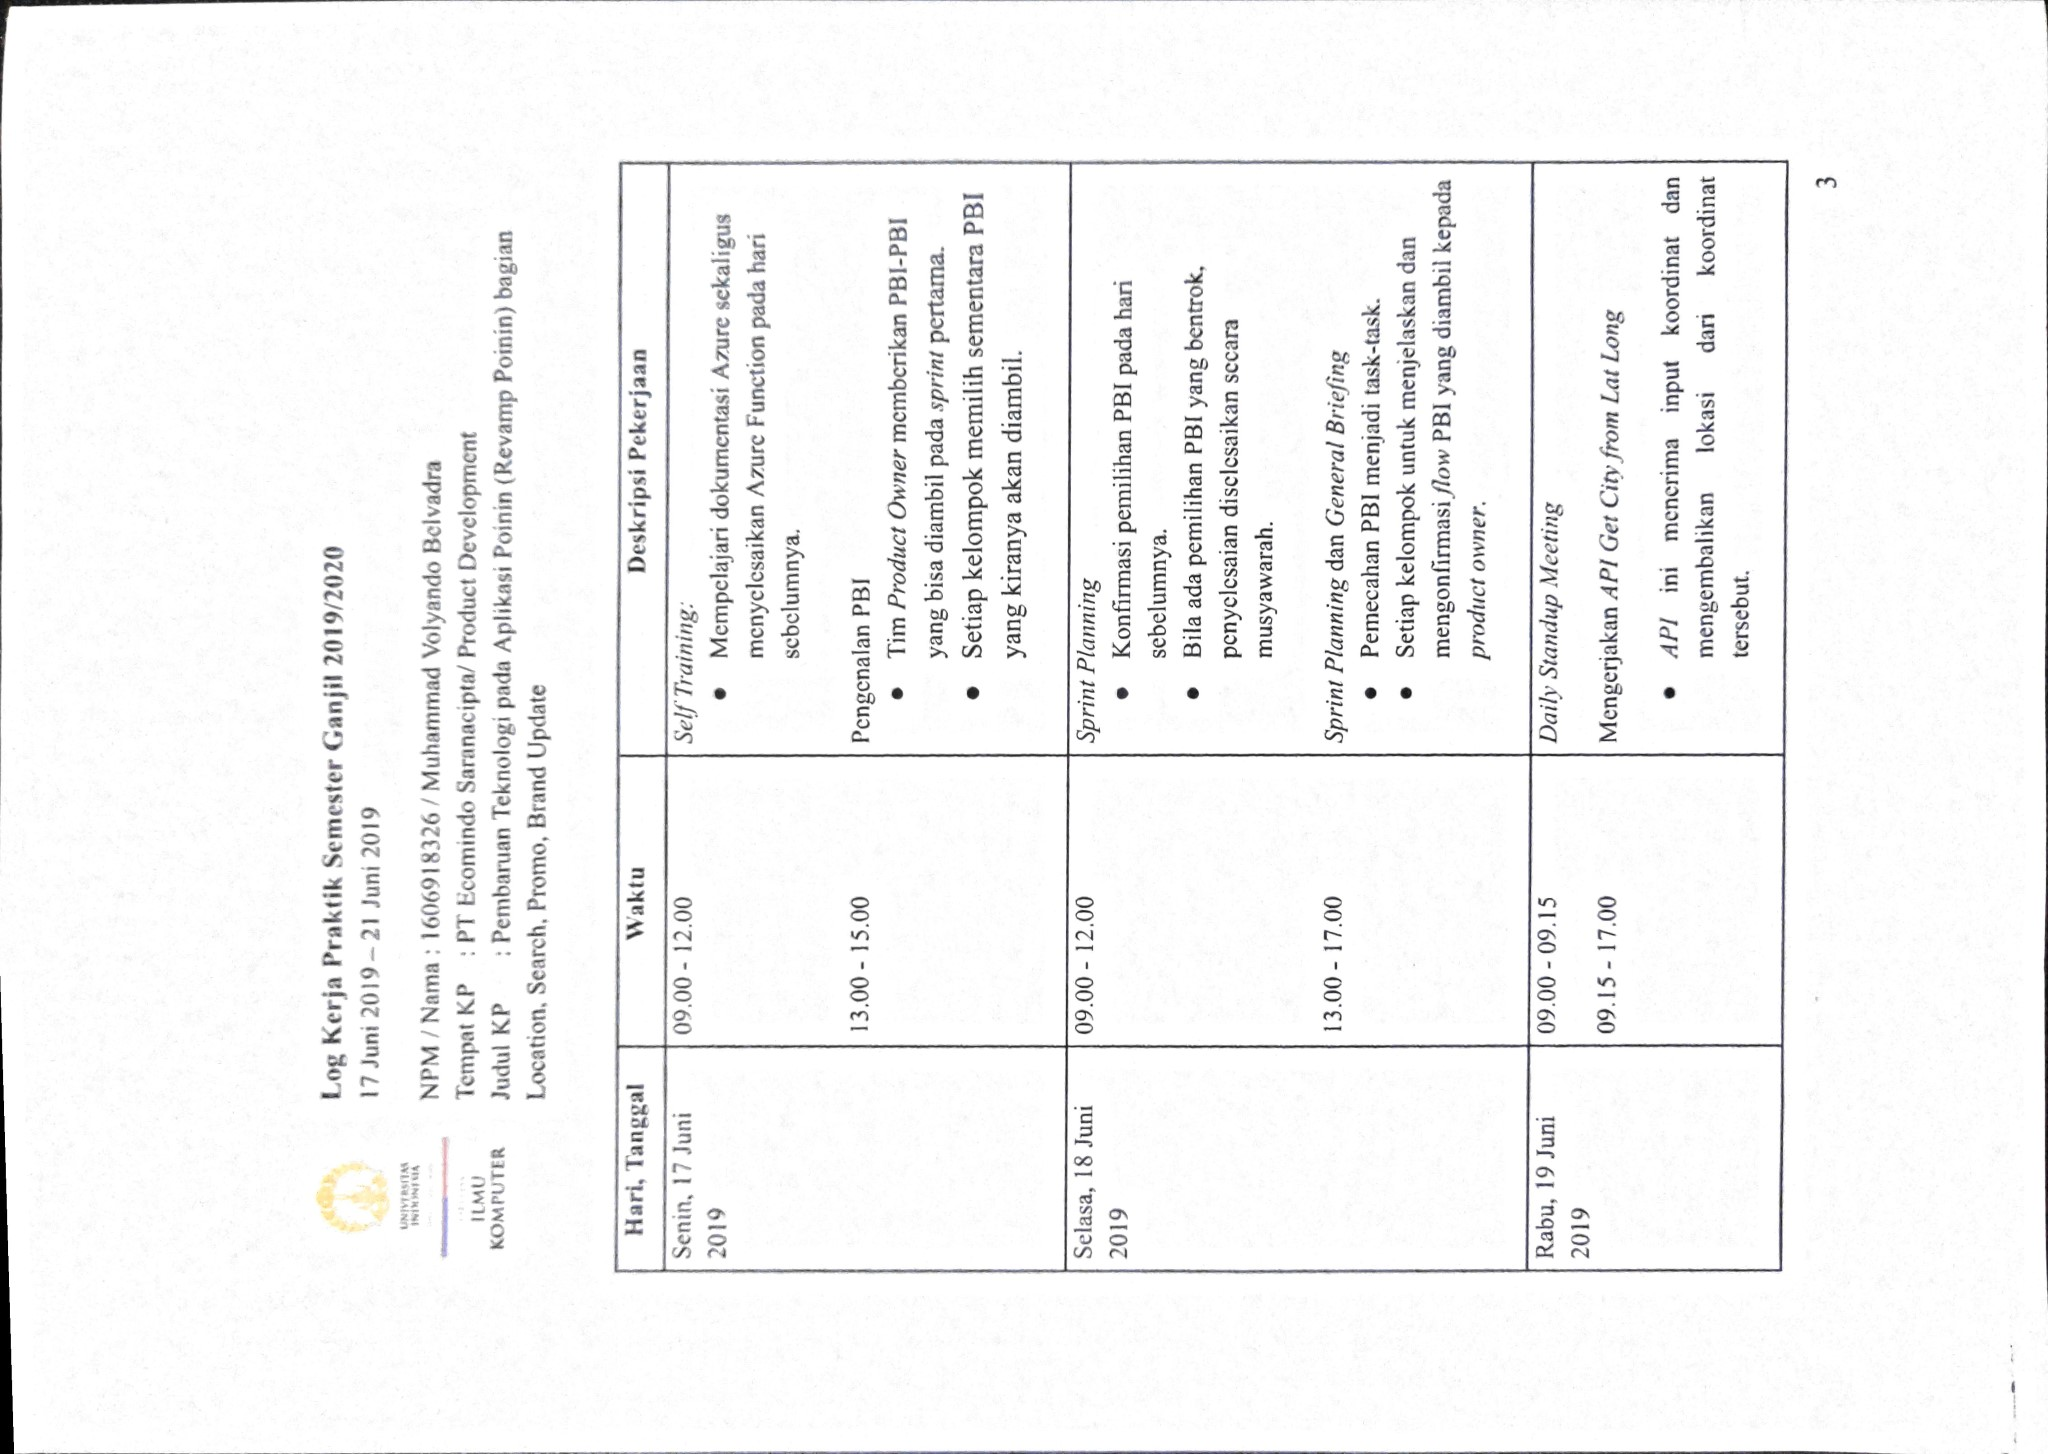 UNIVERSITAS
INDONESIA
ILMU
KOMPUTER
Log Kerja Praktik Semester Ganjil 2019/2020
17 Juni 2019 – 21 Juni 2019
NPM / Nama : 1606918326 / Muhammad Volyando Belvadra
Tempat KP : PT Ecomindo Saranacipta/ Product Development
Judul KP : Pembaruan Teknologi pada Aplikasi Poinin (Revamp Poinin) bagian
Location, Search, Promo, Brand Update
Hari, Tanggal Waktu Deskripsi Pekerjaan
Senin, 17 Juni 09.00 - 12.00 Self Training:
2019 ● Mempelajari dokumentasi Azure sekaligus
menyelesaikan Azure Function pada hari
sebelumnya.
13.00 - 15.00 Pengenalan PBI
● Tim Product Owner memberikan PBI-PBI
yang bisa diambil pada sprint pertama.
● Setiap kelompok memilih sementara PBI
yang kiranya akan diambil.
Selasa, 18 Juni 09.00 - 12.00 Sprint Planning
2019 ● Konfirmasi pemilihan PBI pada hari
sebelumnya.
● Bila ada pemilihan PBI yang bentrok,
penyelesaian diselesaikan secara
musyawarah.
13.00 - 17.00 Sprint Planning dan General Briefing
● Pemecahan PBI menjadi task-task.
● Setiap kelompok untuk menjelaskan dan
mengonfirmasi flow PBI yang diambil kepada
product owner.
Rabu, 19 Juni 09.00 - 09.15 Daily Standup Meeting
2019
09.15 - 17.00 Mengerjakan API Get City from Lat Long
● API ini menerima input koordinat dan
mengembalikan lokasi dari koordinat
tersebut.
3